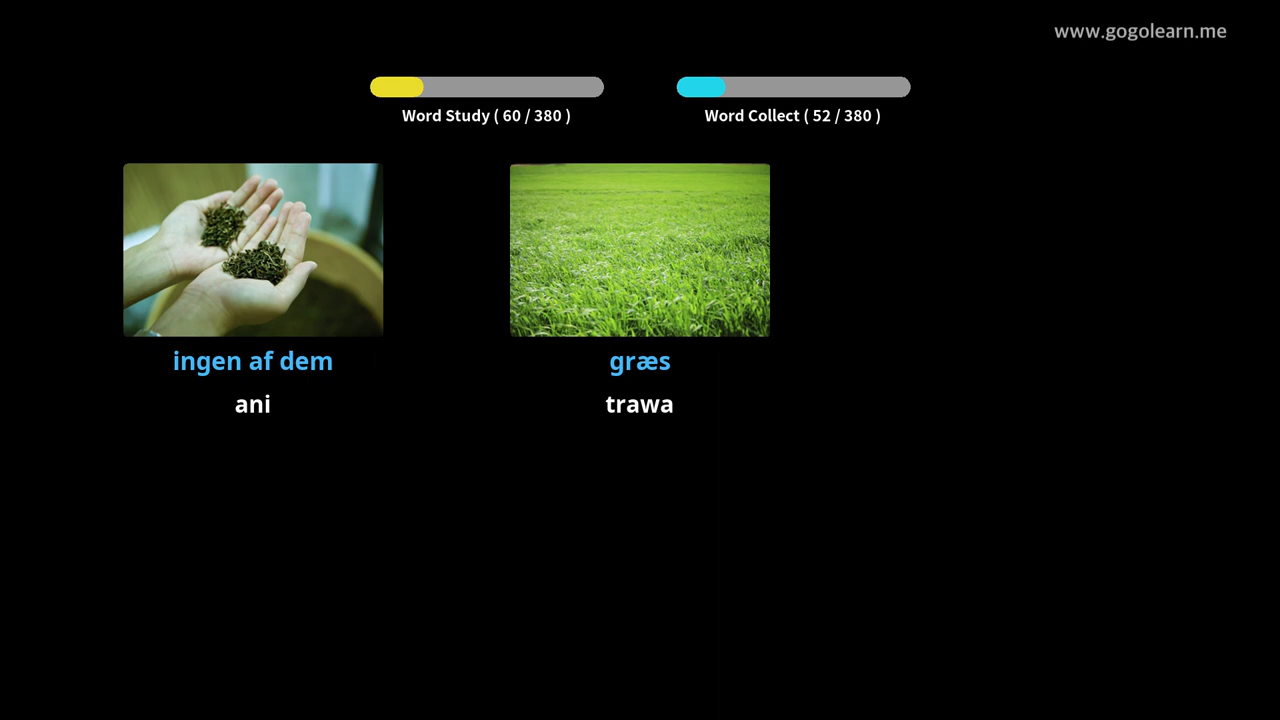 www.gogolearn.me
Word Study ( 60 / 380 )
Word Collect ( 52 / 380 )
ingen af dem
ani
græs
trawa